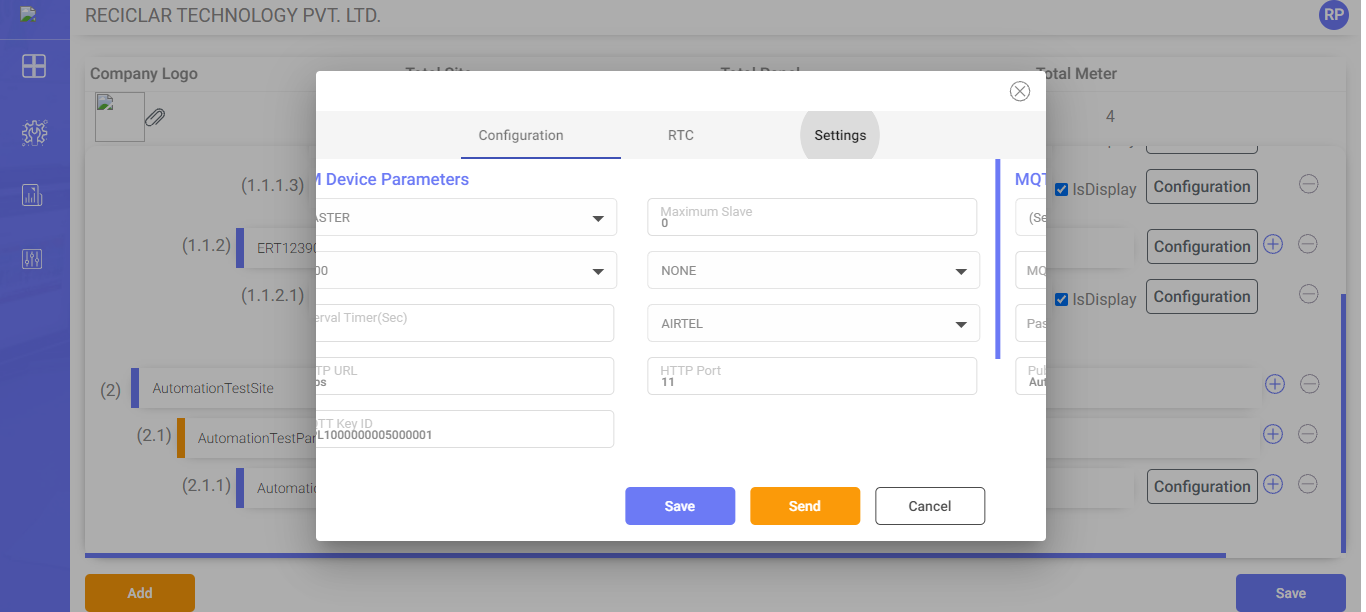 RECICLAR TECHNOLOGY PVT. LTD.
RP
Company Logo
Total Site
Total Panel
Total Meter
4
Configuration
RTC
Settings
M Device Parameters
MQT
(1.1.1.3)
ASTER
Maximum Slave
0
(Se
IsDisplay
Configuration
(1.1.2)
ERT12390
00
NONE
MQ
Configuration
(1.1.2.1)
erval Timer(Sec)
AIRTEL
Pas
IsDisplay
Configuration
TP URL
os
HTTP Port
11
Pul
Aut
(2)
AutomationTestSite
(2.1)
AutomationTestPan
TT Key ID
PL1000000005000001
(2.1.1)
Automatic
Configuration
Save
Send
Cancel
Add
Save